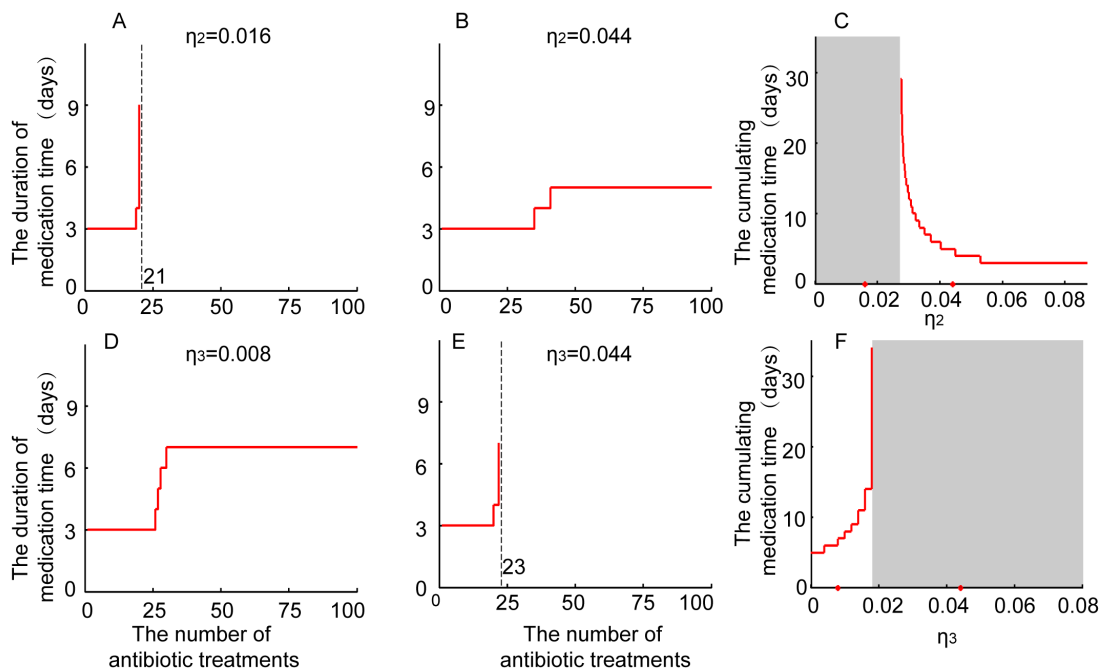 A
η2=0.016
The duration of
medication time (days)
9
6
3
0
21
0 25 50 75 100
B
η2=0.044
9
6
3
0
0 25 50 75 100
C
The cumulating
medication time (days)
30
20
10
0
0 0.02 0.04 0.06 0.08
η2
D
η3=0.008
The duration of
medication time (days)
9
6
3
0
0 25 50 75 100
The number of
antibiotic treatments
E
η3=0.044
9
6
3
0
23
0 25 50 75 100
The number of
antibiotic treatments
F
The cumulating
medication time (days)
30
20
10
0
0 0.02 0.04 0.06 0.08
η3